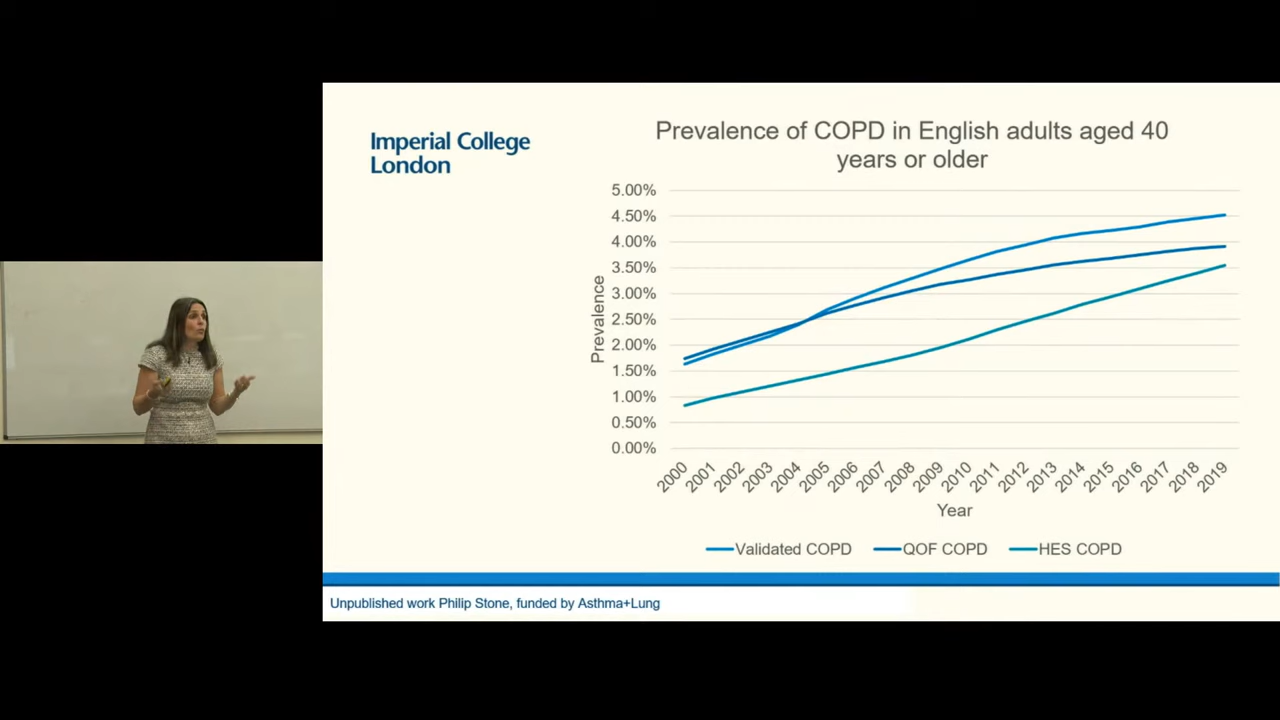 Imperial College
London
Prevalence of COPD in English adults aged 40
years or older
5.00%
4.50%
4.00%
3.50%
3.00%
2.50%
2.00%
1.50%
1.00%
0.50%
0.00%
Prevalence
2000 2001 2002 2003 2004 2005 2006 2007 2008 2009 2010 2011 2012 2013 2014 2015 2016 2017 2018 2019
Year
Validated COPD QOF COPD HES COPD
Unpublished work Philip Stone, funded by Asthma+Lung